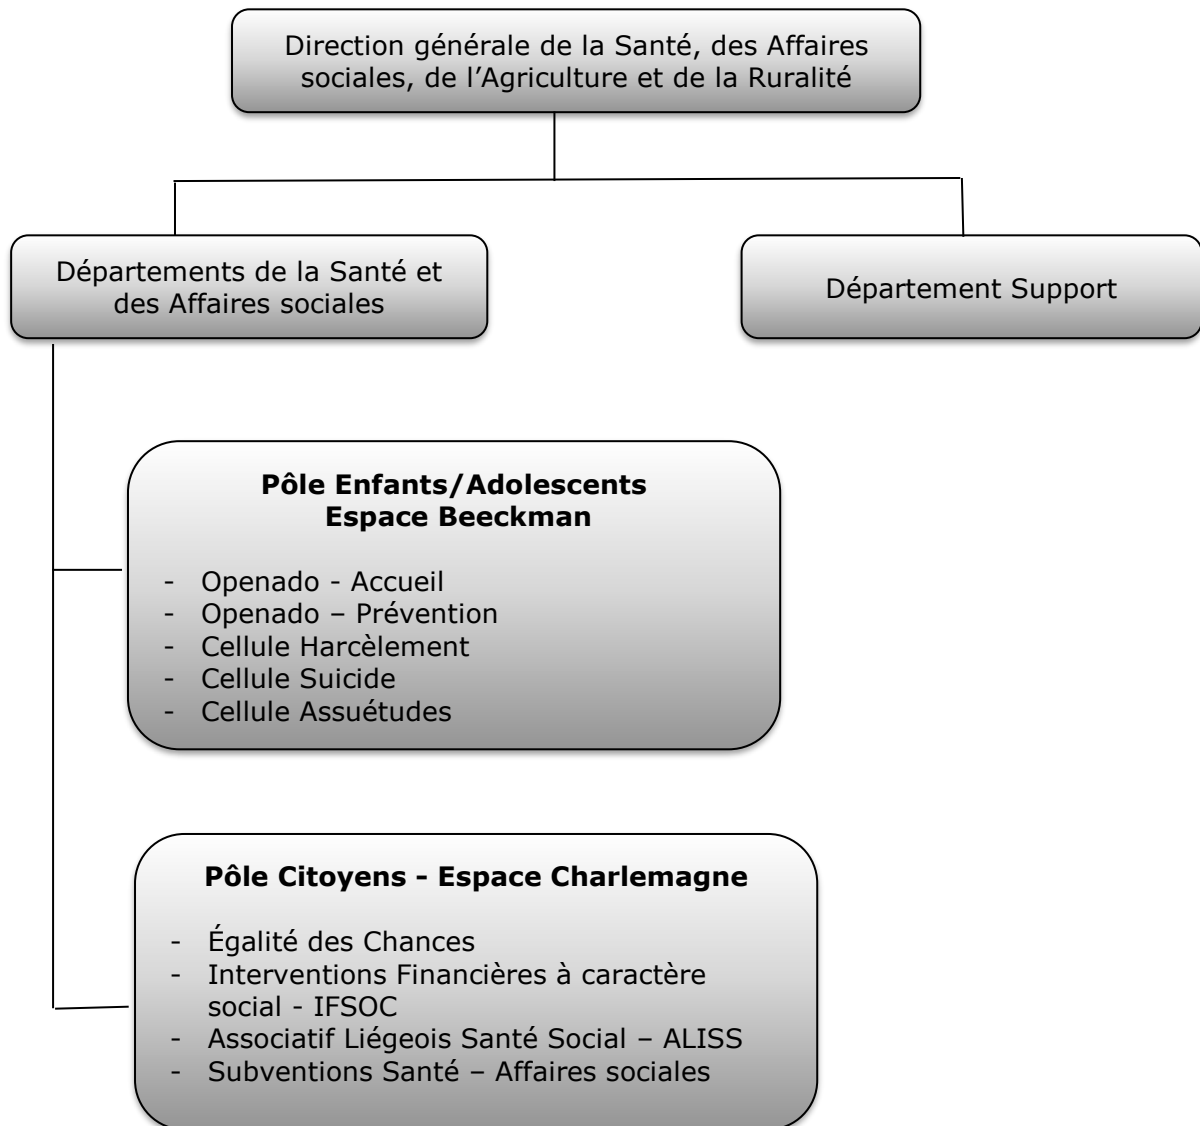 Direction générale de la Santé, des Affaires
sociales, de l’Agriculture et de la Ruralité
Départements de la Santé et
des Affaires sociales
Département Support
Pôle Enfants/Adolescents
Espace Beeckman
- Openado - Accueil
- Openado – Prévention
- Cellule Harcèlement
- Cellule Suicide
- Cellule Assuétudes
Pôle Citoyens - Espace Charlemagne
- Égalité des Chances
- Interventions Financières à caractère
social - IFSOC
- Associatif Liégeois Santé Social – ALISS
- Subventions Santé – Affaires sociales